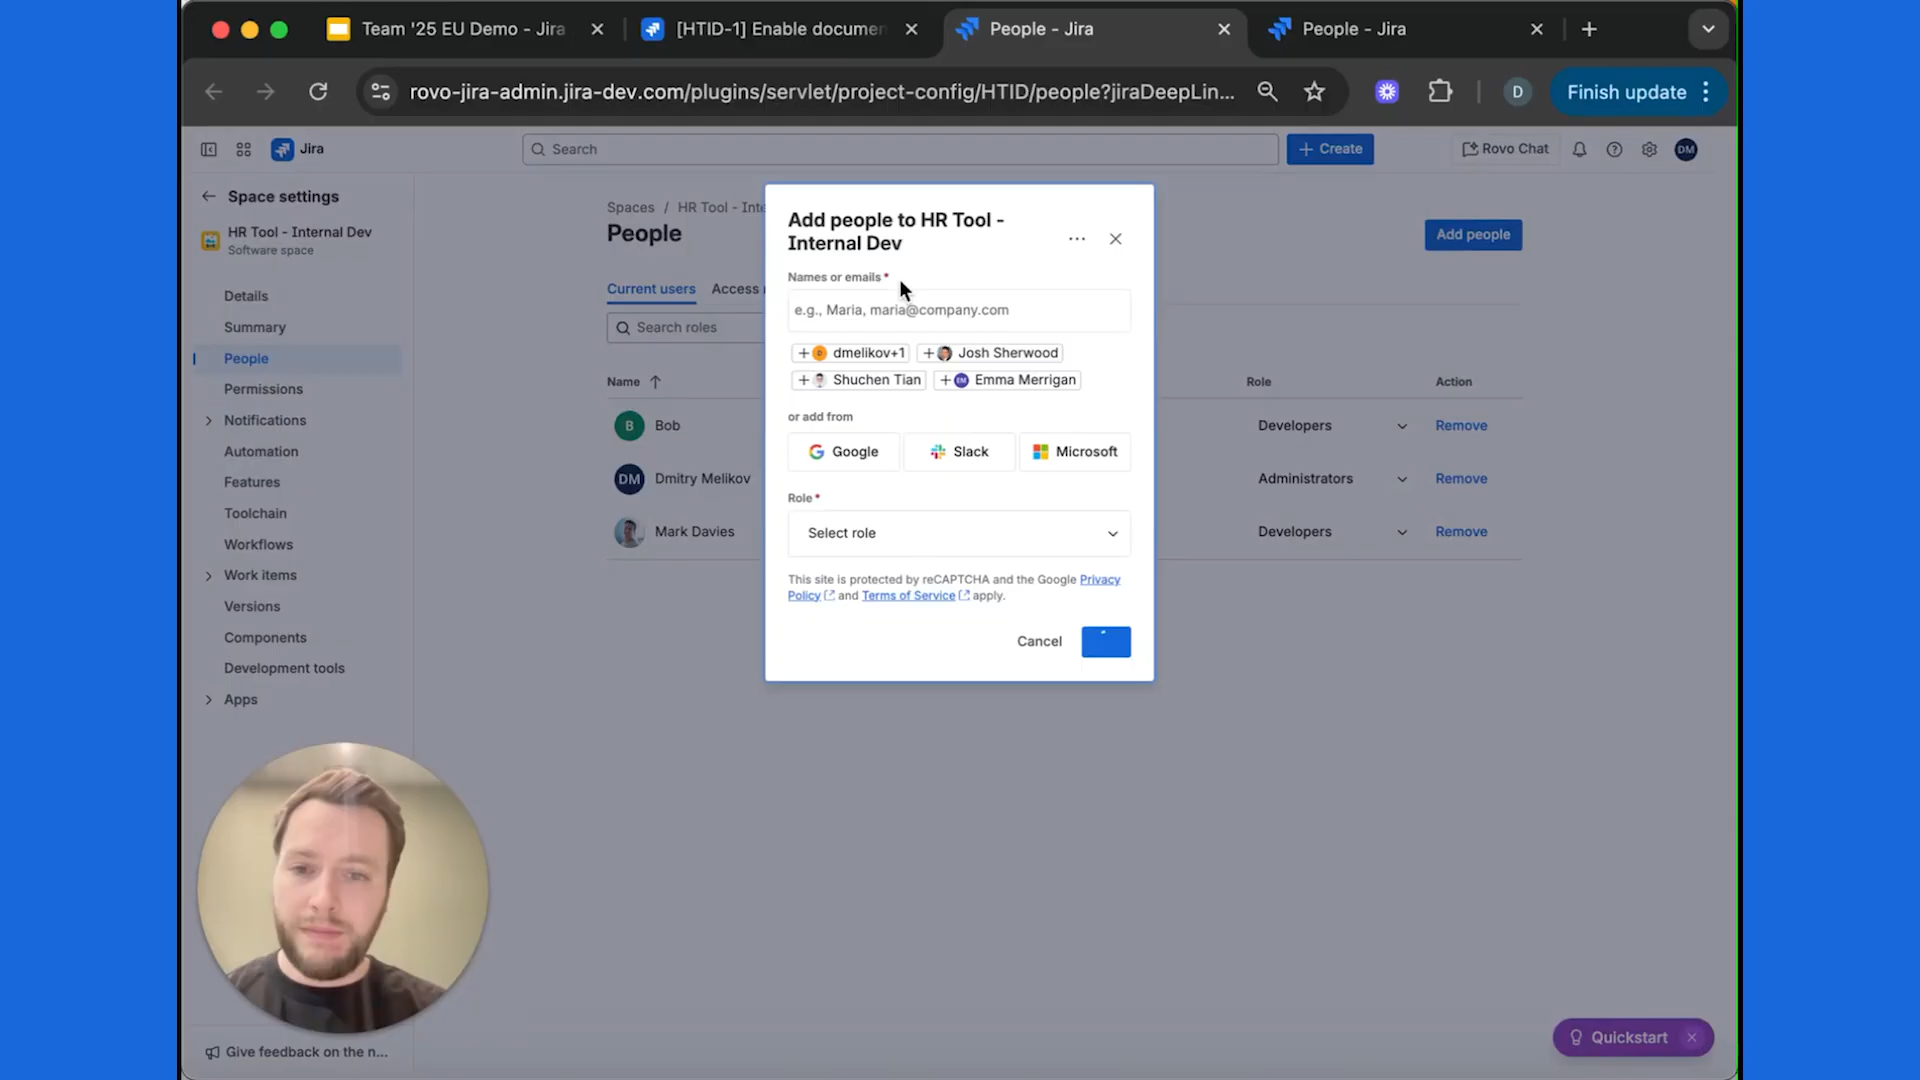 Team '25 EU Demo - Jira
[HTID-1] Enable documen
People - Jira
People - Jira
rovo-jira-admin.jira-dev.com/plugins/servlet/project-config/HTID/people?jiraDeepLin...
D
Finish update
Jira
Search
+ Create
Rovo Chat
DM
Space settings
HR Tool - Internal Dev
Software space
Details
Summary
People
Permissions
Notifications
Automation
Features
Toolchain
Workflows
Work items
Versions
Components
Development tools
Apps
Give feedback on the n...
Spaces / HR Tool - Inte
People
Add people
Current users
Access
Search roles
Name
Role
Action
B Bob
Developers
Remove
DM Dmitry Melikov
Administrators
Remove
Mark Davies
Developers
Remove
Add people to HR Tool -
Internal Dev
Names or emails *
e.g., Maria, maria@company.com
+ D dmelikov+1
+ Josh Sherwood
+ Shuchen Tian
+ EM Emma Merrigan
or add from
Google
Slack
Microsoft
Role *
Select role
This site is protected by reCAPTCHA and the Google Privacy
Policy and Terms of Service apply.
Cancel
Quickstart